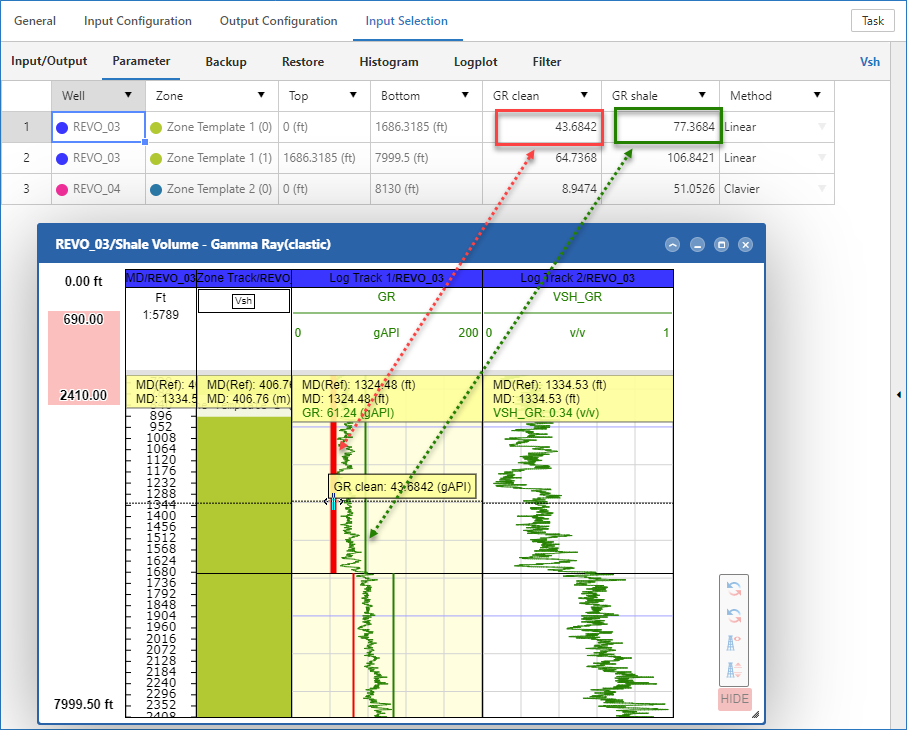 General Input Configuration Output Configuration Input Selection Task
Input/Output Parameter Backup Restore Histogram Logplot Filter Vsh
Well Zone Top Bottom GR clean GR shale Method
1 REVO_03 Zone Template 1 (0) 0 (ft) 1686.3185 (ft) 43.6842 77.3684 Linear
2 REVO_03 Zone Template 1 (1) 1686.3185 (ft) 7999.5 (ft) 64.7368 106.8421 Linear
3 REVO_04 Zone Template 2 (0) 0 (ft) 8130 (ft) 8.9474 51.0526 Clavier
REVO_03/Shale Volume - Gamma Ray(clastic)
0.00 ft
690.00
2410.00
7999.50 ft
MD/REVO_03 Zone Track/REVO Log Track 1/REVO_03 Log Track 2/REVO_03
Ft Vsh GR VSH_GR
1:5789
0 gAPI 200 0 v/v 1
MD(Ref): 40 MD(Ref): 406.76 MD(Ref): 1324.48 (ft) MD(Ref): 1334.53 (ft)
MD: 1334.5 MD: 406.76 (m) MD: 1324.48 (ft) MD: 1334.53 (ft)
GR: 61.24 (gAPI) VSH_GR: 0.34 (v/v)
896
952
1008
1064
1120
1176
1232
1288
1344
1400
1456
1512
1568
1624
1680
1736
1792
1848
1904
1960
2016
2072
2128
2184
2240
2296
2352
2408
GR clean: 43.6842 (gAPI)
HIDE